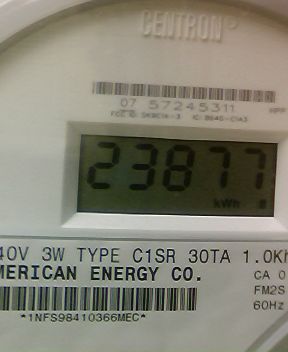 CENTRON®
07 57245311
23877
kWh
40V 3W TYPE C1SR 30TA 1.0Kh
MERICAN ENERGY CO.
CA 0
FM2S
60Hz
*1NFS98410366MEC*